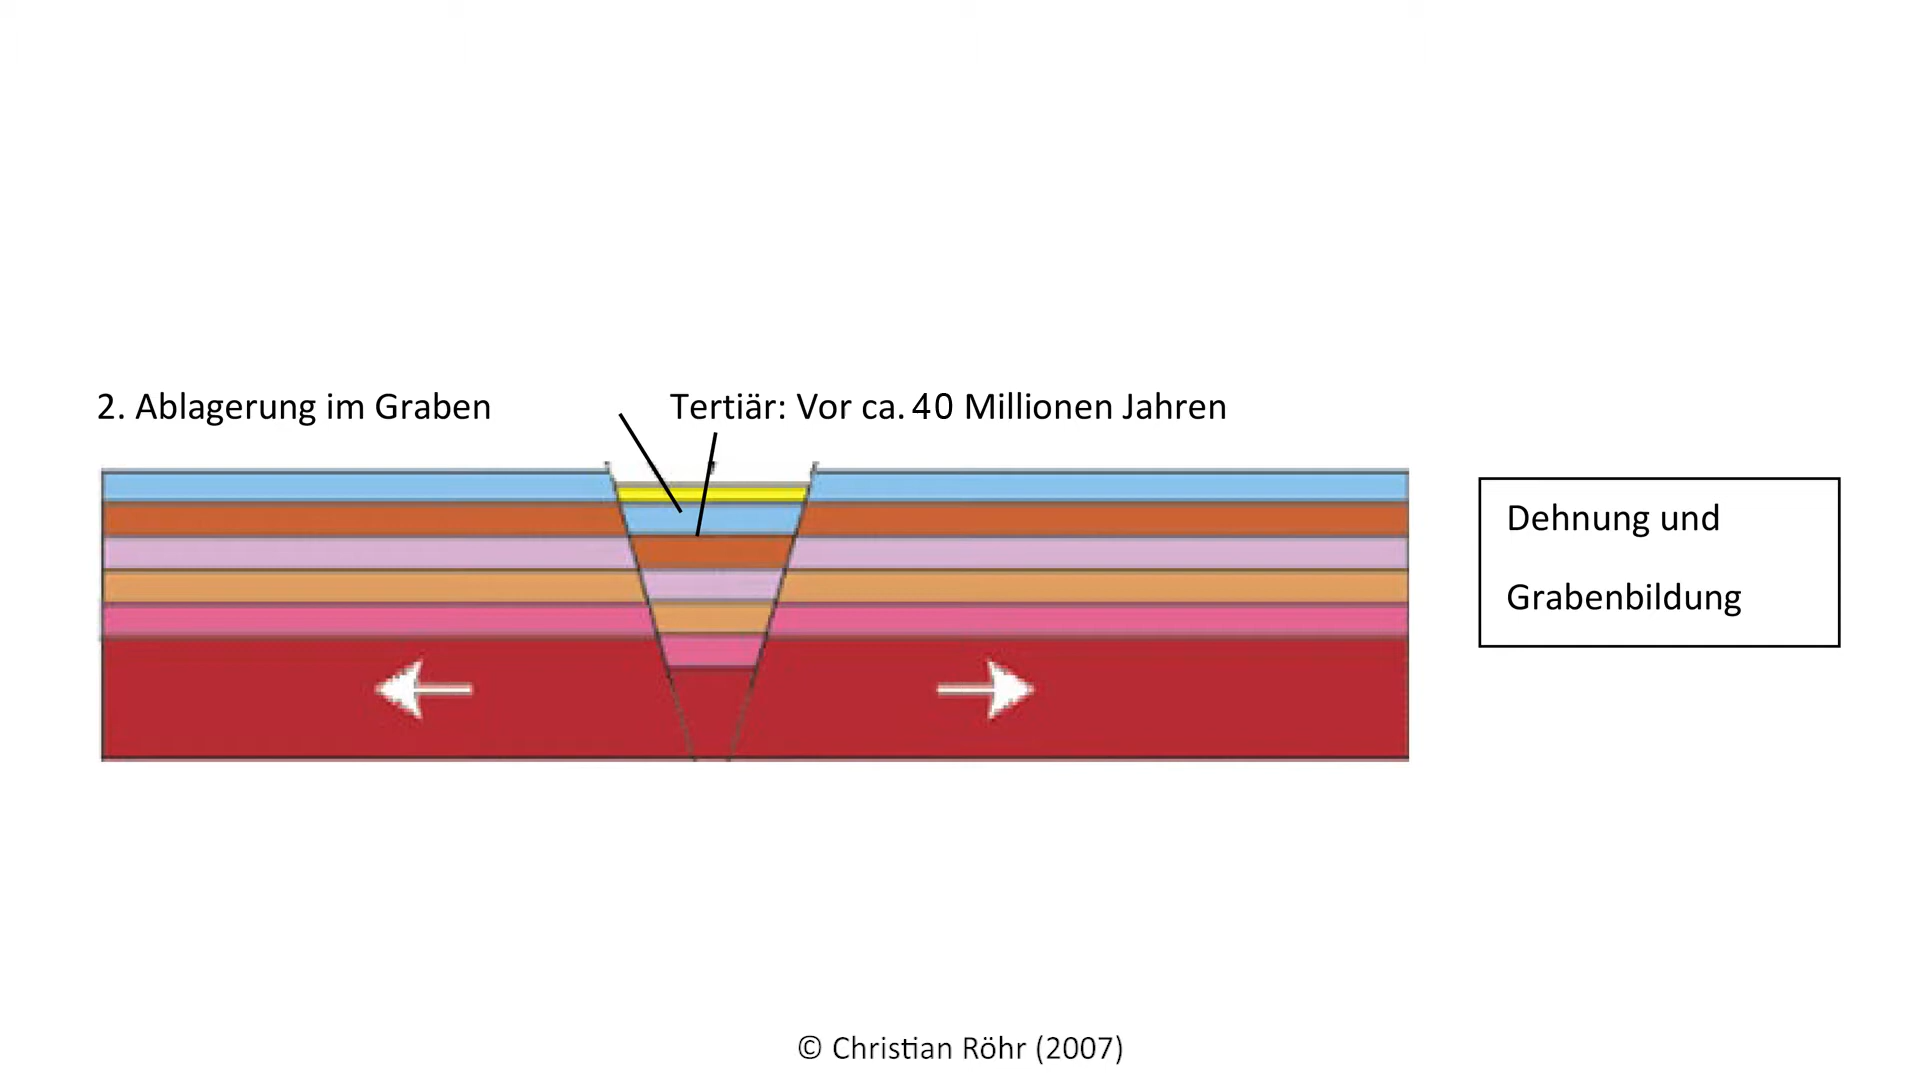 2. Ablagerung im Graben
Tertiär: Vor ca. 40 Millionen Jahren
Dehnung und
Grabenbildung
© Christian Röhr (2007)